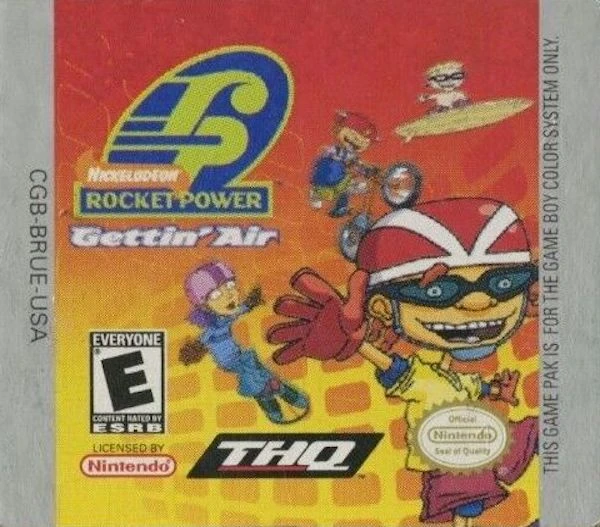 NICKELODEON
ROCKET POWER
Gettin' Air
CGB-BRUE-USA
THIS GAME PAK IS FOR THE GAME BOY COLOR SYSTEM ONLY.
EVERYONE
E
CONTENT RATED BY
ESRB
LICENSED BY
Nintendo
THQ
Official
Nintendo
Seal of Quality